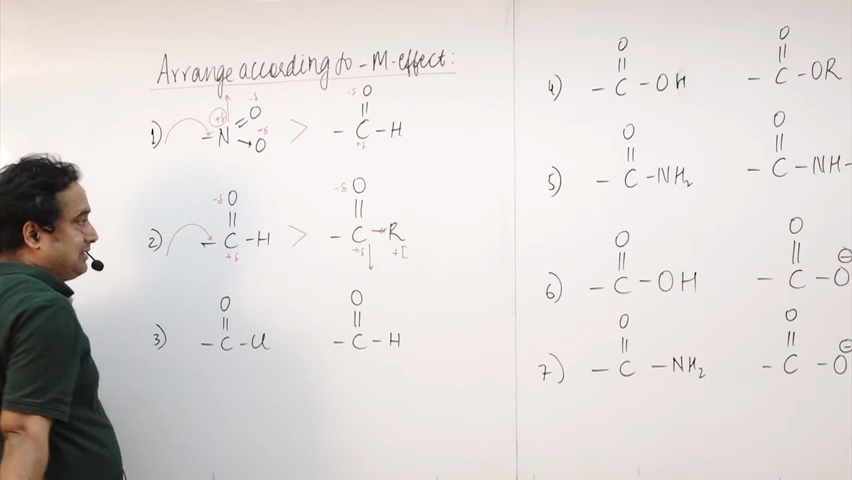 Arrange according to -M-effect:
1) -N=O→O > -C-H
O
-δ
+δ
2) -C-H > -C-R
O
-δ
+δ
+I
3) -C-Cl -C-H
O
4) -C-OH -C-OR
O
5) -C-NH₂ -C-NH-
O
6) -C-OH -C-O⊖
O
7) -C-NH₂ -C-O⊖
O